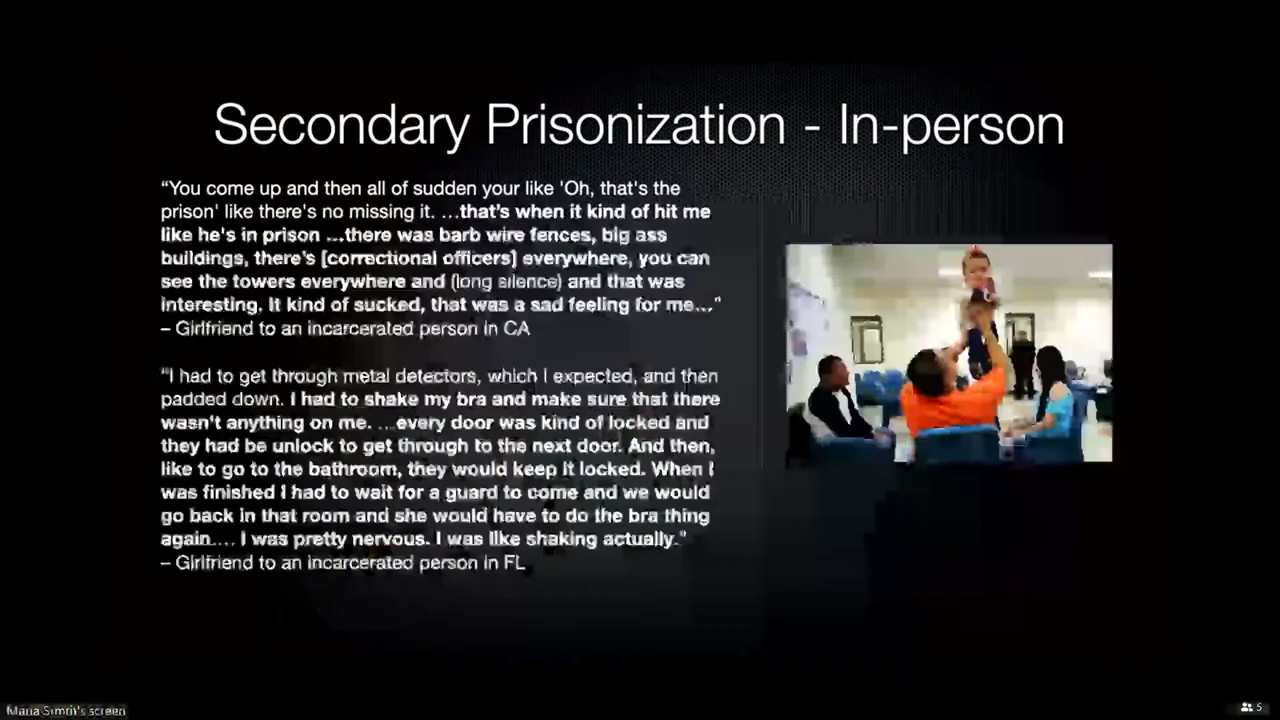 Secondary Prisonization - In-person
“You come up and then all of sudden your like 'Oh, that's the
prison' like there's no missing it. …that’s when it kind of hit me
like he's in prison ...there was barb wire fences, big ass
buildings, there's [correctional officers] everywhere, you can
see the towers everywhere and (long silence) and that was
interesting. It kind of sucked, that was a sad feeling for me…”
– Girlfriend to an incarcerated person in CA
"I had to get through metal detectors, which I expected, and then
padded down. I had to shake my bra and make sure that there
wasn't anything on me. …every door was kind of locked and
they had be unlock to get through to the next door. And then,
like to go to the bathroom, they would keep it locked. When I
was finished I had to wait for a guard to come and we would
go back in that room and she would have to do the bra thing
again…. I was pretty nervous. I was like shaking actually."
– Girlfriend to an incarcerated person in FL
Maria screen
5